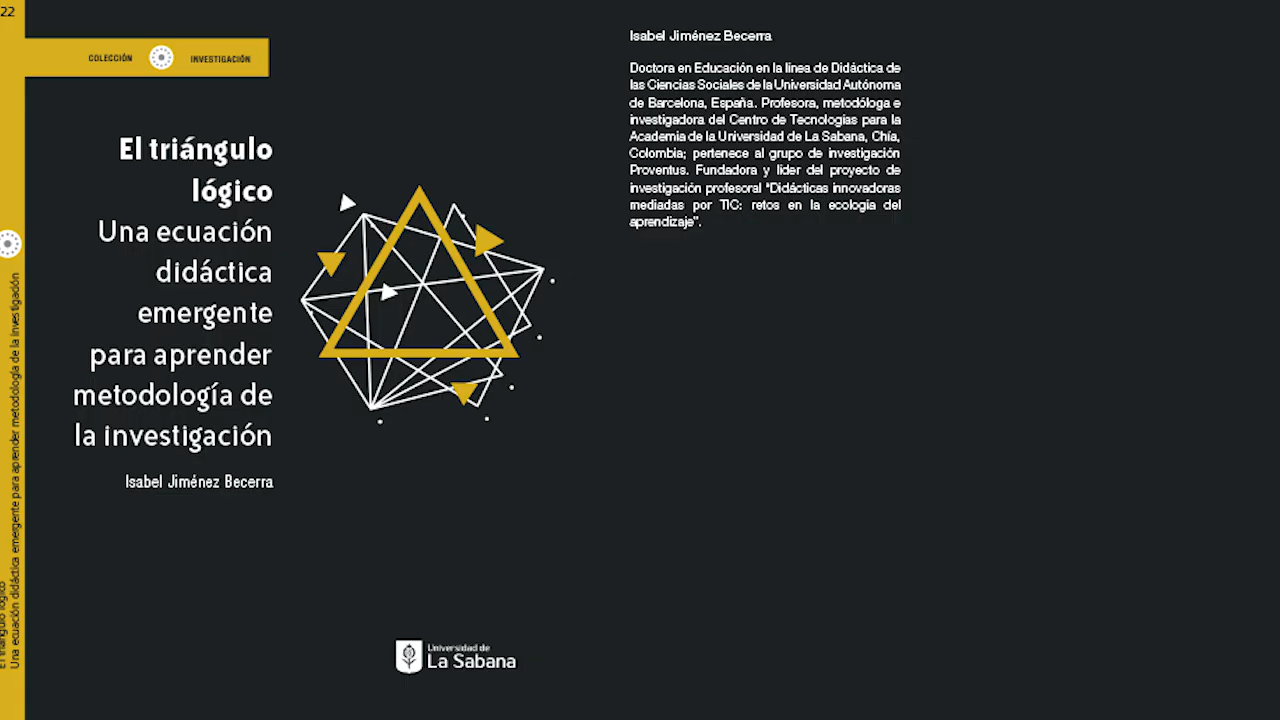 22
COLECCIÓN INVESTIGACIÓN
El triángulo
lógico
Una ecuación
didáctica
emergente
para aprender
metodología de
la investigación
Isabel Jiménez Becerra
Universidad de
La Sabana
El triángulo lógico
Una ecuación didáctica emergente para aprender metodología de la investigación
Isabel Jiménez Becerra
Doctora en Educación en la línea de Didáctica de
las Ciencias Sociales de la Universidad Autónoma
de Barcelona, España. Profesora, metodóloga e
investigadora del Centro de Tecnologías para la
Academia de la Universidad de La Sabana, Chía,
Colombia; pertenece al grupo de investigación
Proventus. Fundadora y líder del proyecto de
investigación profesoral "Didácticas innovadoras
mediadas por TIC: retos en la ecología del
aprendizaje".